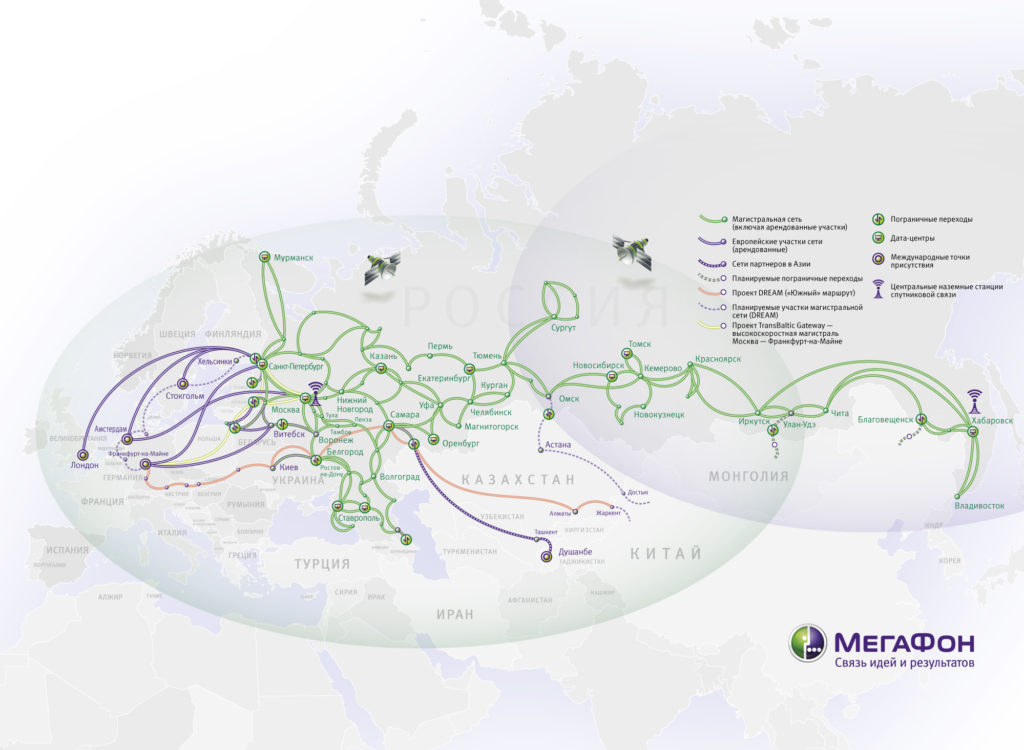 Магистральная сеть
(включая арендованные участки)
Европейские участки сети
(арендованные)
Сети партнеров в Азии
Планируемые пограничные переходы
Проект DREAM («Южный» маршрут)
Планируемые участки магистральной
сети (DREAM)
Проект TransBaltic Gateway —
высокоскоростная магистраль
Москва — Франкфурт-на-Майне
Пограничные переходы
Дата-центры
Международные точки
присутствия
Центральные наземные станции
спутниковой связи
РОССИЯ
Мурманск
ШВЕЦИЯ
ФИНЛЯНДИЯ
НОРВЕГИЯ
Хельсинки
Санкт-Петербург
Стокгольм
Казань
Пермь
Екатеринбург
Тюмень
Сургут
Курган
Новосибирск
Томск
Кемерово
Красноярск
Москва
Нижний
Новгород
Уфа
Челябинск
Омск
Новокузнецк
Иркутск
Улан-Удэ
Чита
Благовещенск
Хабаровск
Амстердам
ВЕЛИКОБРИТАНИЯ
Лондон
Франкфурт-на-Майне
ГЕРМАНИЯ
ПОЛЬША
БЕЛАРУСЬ
Витебск
Тула
Тамбов
Пенза
Самара
Магнитогорск
Воронеж
Белгород
Оренбург
Астана
Киев
УКРАИНА
Ростов-
на-Дону
Волгоград
КАЗАХСТАН
МОНГОЛИЯ
Достык
Владивосток
ФРАНЦИЯ
АВСТРИЯ
ВЕНГРИЯ
РУМЫНИЯ
Ставрополь
Алматы
Жаркент
УЗБЕКИСТАН
КИРГИЗСТАН
Ташкент
ИТАЛИЯ
БОЛГАРИЯ
ИСПАНИЯ
ПОРТУГАЛИЯ
ГРЕЦИЯ
ТУРЦИЯ
ТУРКМЕНИСТАН
Душанбе
ТАДЖИКИСТАН
КИТАЙ
КНДР
КОРЕЯ
АЛЖИР
ТУНИС
СИРИЯ
ИРАК
ИРАН
АФГАНИСТАН
КАШМИР
МЕГАФОН
Связь идей и результатов